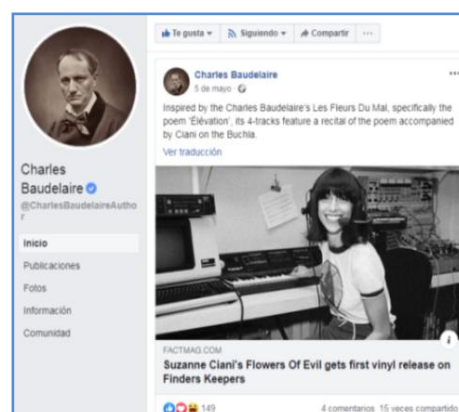 Te gusta
Siguiendo
Compartir
Charles Baudelaire
5 de mayo
Inspired by the Charles Baudelaire's Les Fleurs Du Mal, specifically the
poem 'Élévation', its 4-tracks feature a recital of the poem accompanied
by Ciani on the Buchla.
Ver traducción
Charles
Baudelaire
@CharlesBaudelaireAutho
r
Inicio
Publicaciones
Fotos
Información
Comunidad
FACTMAG.COM
Suzanne Ciani's Flowers Of Evil gets first vinyl release on
Finders Keepers
149
4 comentarios 15 veces compartido